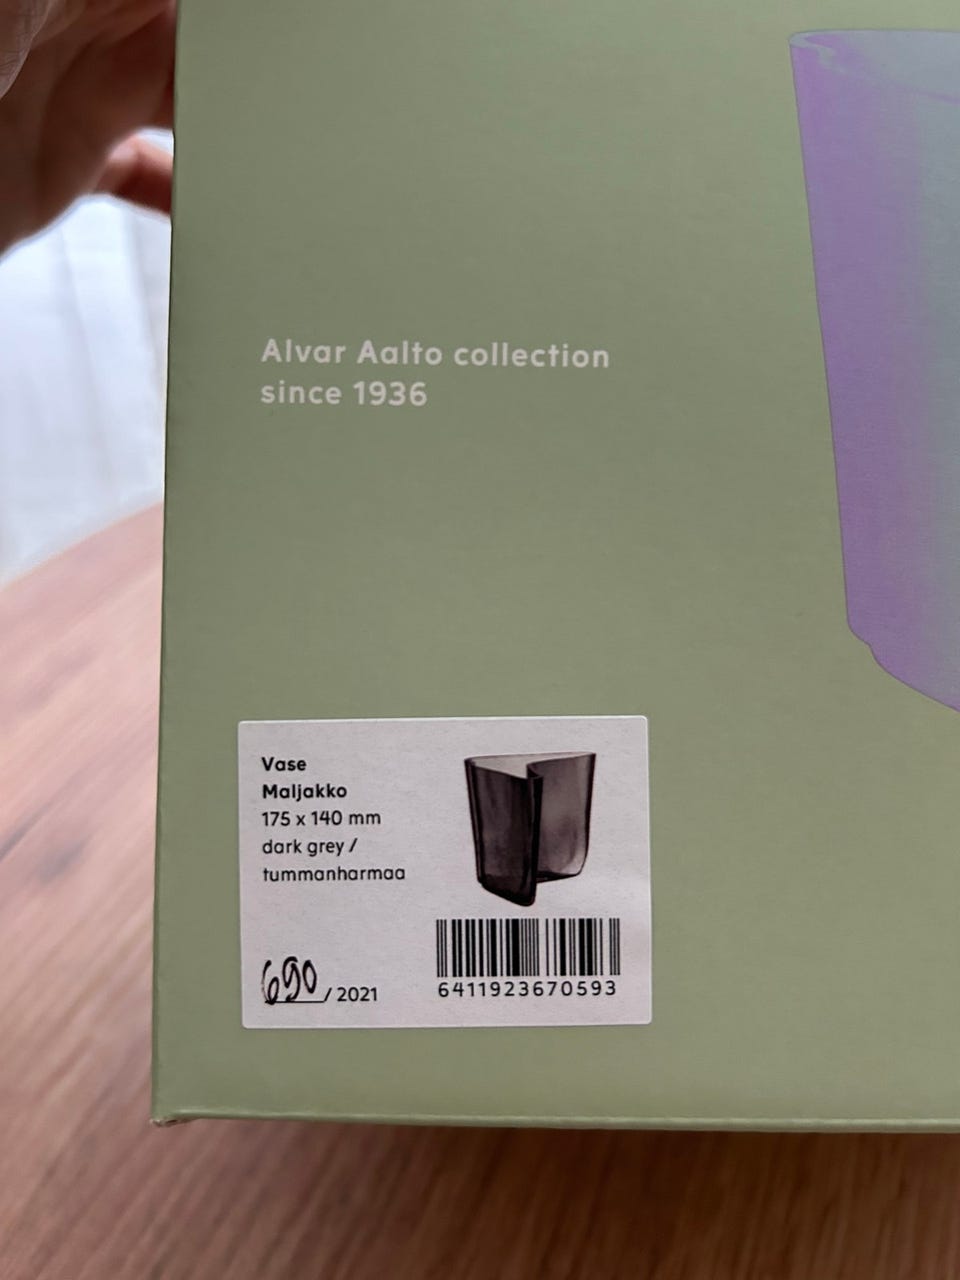 Alvar Aalto collection
since 1936
Vase
Maljakko
175 x 140 mm
dark grey /
tummanharmaa
690 / 2021
6411923670593